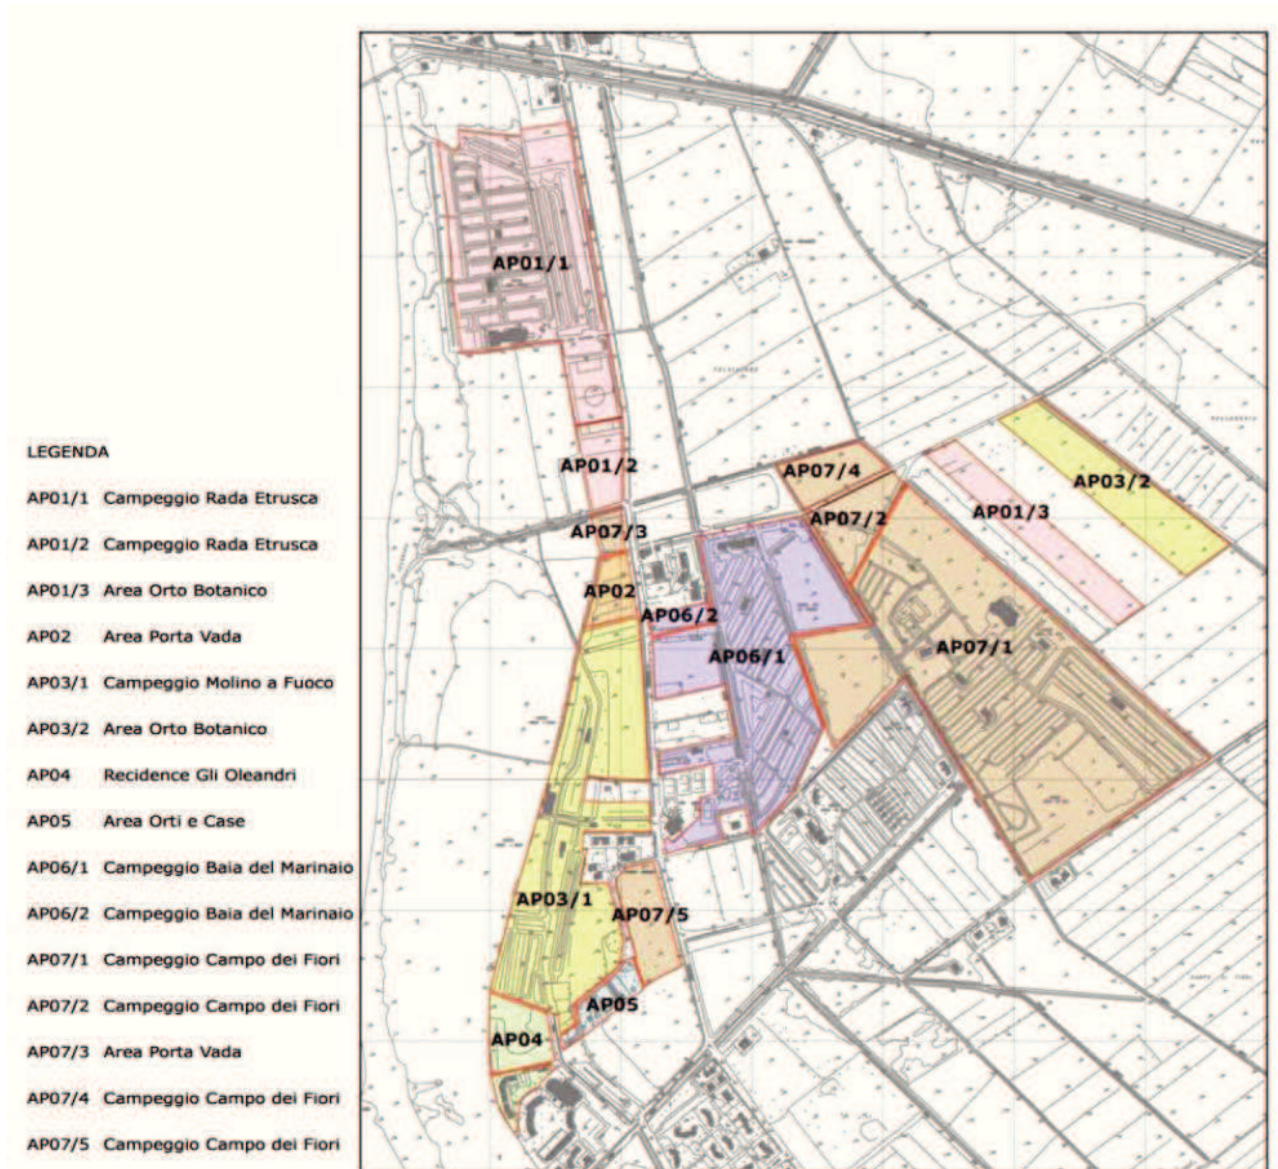 LEGENDA
AP01/1 Campeggio Rada Etrusca
AP01/2 Campeggio Rada Etrusca
AP01/3 Area Orto Botanico
AP02 Area Porta Vada
AP03/1 Campeggio Molino a Fuoco
AP03/2 Area Orto Botanico
AP04 Recidence Gli Oleandri
AP05 Area Orti e Case
AP06/1 Campeggio Baia del Marinaio
AP06/2 Campeggio Baia del Marinaio
AP07/1 Campeggio Campo dei Fiori
AP07/2 Campeggio Campo dei Fiori
AP07/3 Area Porta Vada
AP07/4 Campeggio Campo dei Fiori
AP07/5 Campeggio Campo dei Fiori
AP01/1
AP01/2
AP07/4
AP03/2
AP01/3
AP07/2
AP07/3
AP02
AP06/2
AP06/1
AP07/1
AP03/1
AP07/5
AP05
AP04